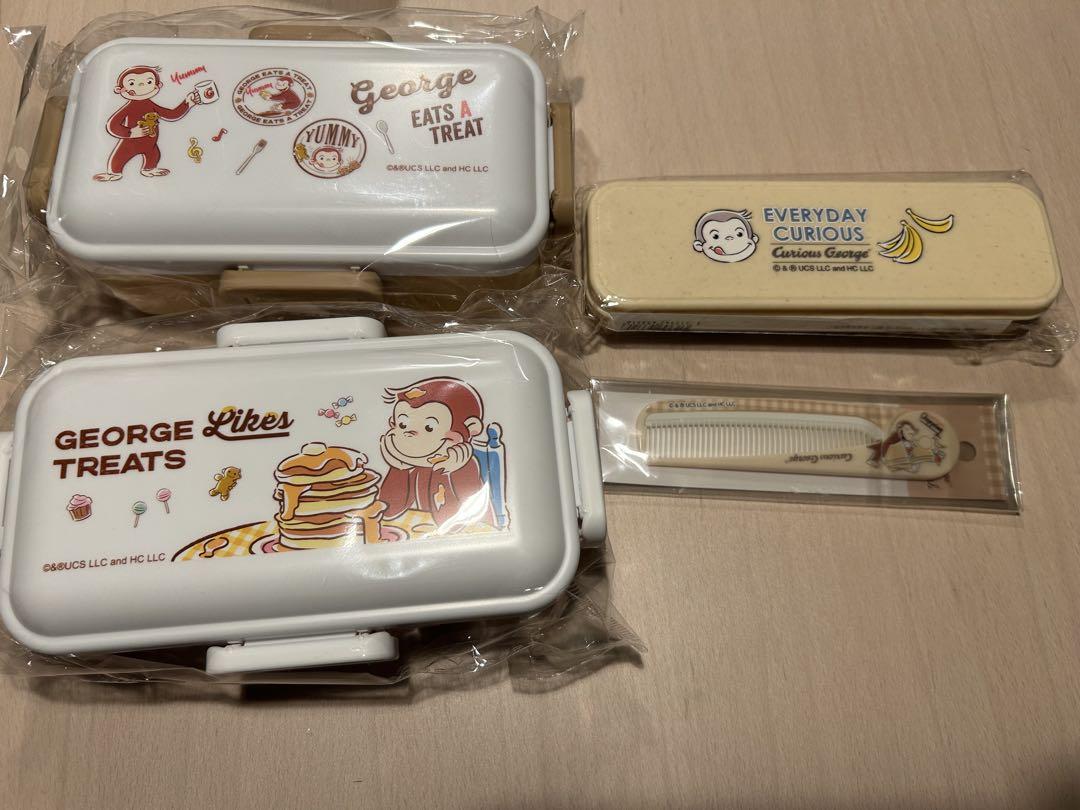 Yummy
GEORGE EATS A TREAT
Yummy
GEORGE EATS A TREAT
YUMMY
George
EATS A
TREAT
©&®UCS LLC and HC LLC
EVERYDAY
CURIOUS
Curious George
© & ® UCS LLC and HC LLC
GEORGE Likes
TREATS
©&®UCS LLC and HC LLC
©&®UCS LLC and HC LLC
Curious George